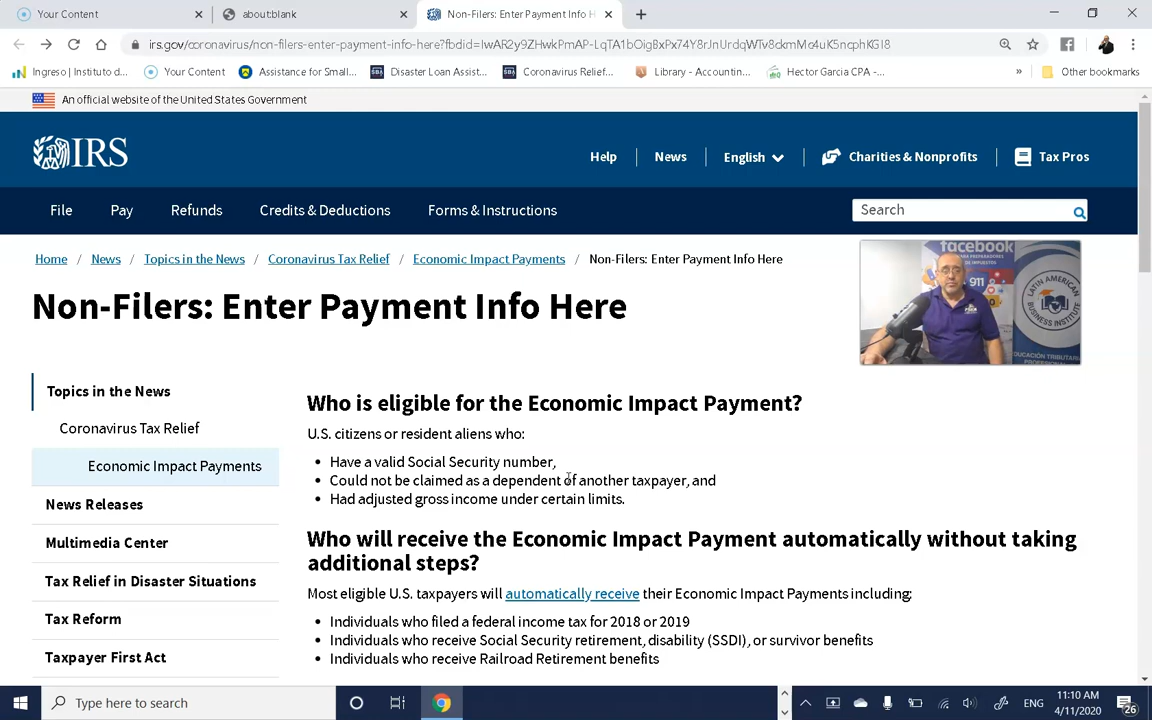 Your Content
about:blank
Non-Filers: Enter Payment Info H
irs.gov/coronavirus/non-filers-enter-payment-info-here?fbdid=IwAR2y9ZHwkPmAP-LqTA1bOigBxPx74Y8rJnUrdqWTv8ckmMo4uK5ncphKGI8
Ingreso | Instituto d...
Your Content
Assistance for Small...
Disaster Loan Assist...
Coronavirus Relief...
Library - Accountin...
Hector Garcia CPA -...
»
Other bookmarks
An official website of the United States Government
IRS
Help
News
English
Charities & Nonprofits
Tax Pros
File
Pay
Refunds
Credits & Deductions
Forms & Instructions
Search
Home / News / Topics in the News / Coronavirus Tax Relief / Economic Impact Payments / Non-Filers: Enter Payment Info Here
facebook
911
LATIN AMERICAN
BUSINESS INSTITUTE
Non-Filers: Enter Payment Info Here
Topics in the News
Coronavirus Tax Relief
Economic Impact Payments
News Releases
Multimedia Center
Tax Relief in Disaster Situations
Tax Reform
Taxpayer First Act
Who is eligible for the Economic Impact Payment?
U.S. citizens or resident aliens who:
• Have a valid Social Security number,
• Could not be claimed as a dependent of another taxpayer, and
• Had adjusted gross income under certain limits.
Who will receive the Economic Impact Payment automatically without taking
additional steps?
Most eligible U.S. taxpayers will automatically receive their Economic Impact Payments including:
• Individuals who filed a federal income tax for 2018 or 2019
• Individuals who receive Social Security retirement, disability (SSDI), or survivor benefits
• Individuals who receive Railroad Retirement benefits
Type here to search
ENG
11:10 AM
4/11/2020
26